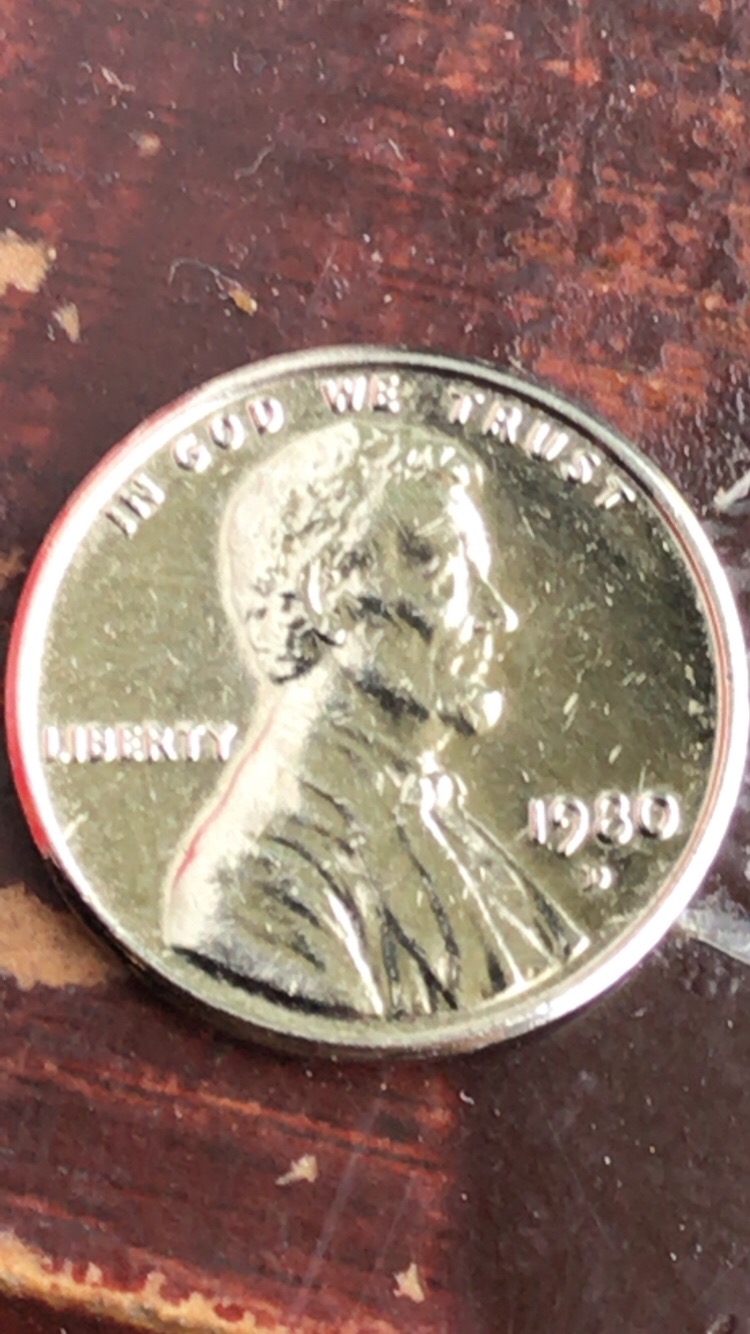 IN GOD WE TRUST
LIBERTY
1980
D